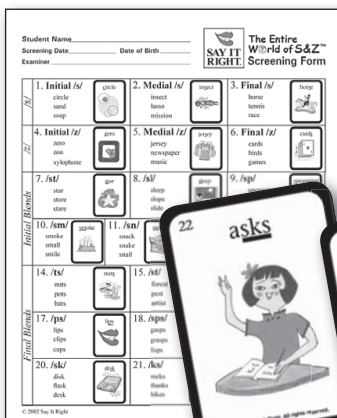 Student Name
Screening Date Date of Birth
Examiner
SAY IT RIGHT.
The Entire World of S&Z™
Screening Form
/s/
1. Initial /s/
circle
sand
soap
circle
2. Medial /s/
insect
lasso
mission
insect
3. Final /s/
horse
tennis
race
horse
/z/
4. Initial /z/
zero
zoo
xylophone
zero
5. Medial /z/
jersey
newspaper
music
jersey
6. Final /z/
cards
birds
games
cards
Initial Blends
7. /st/
star
store
stare
star
8. /sl/
sleep
slope
slide
sleep
9. /sp/
10. /sm/
smoke
small
smile
smoke
11. /sn/
snack
snake
snail
Final Blends
14. /ts/
nuts
pots
bats
nuts
15. /st/
forest
pest
artist
17. /ps/
lips
clips
cups
lips
18. /sps/
gasps
grasps
lisps
20. /sk/
disk
flask
desk
disk
21. /ks/
rocks
thanks
bikes
22
asks
All rights reserved.
© 2002 Say It Right